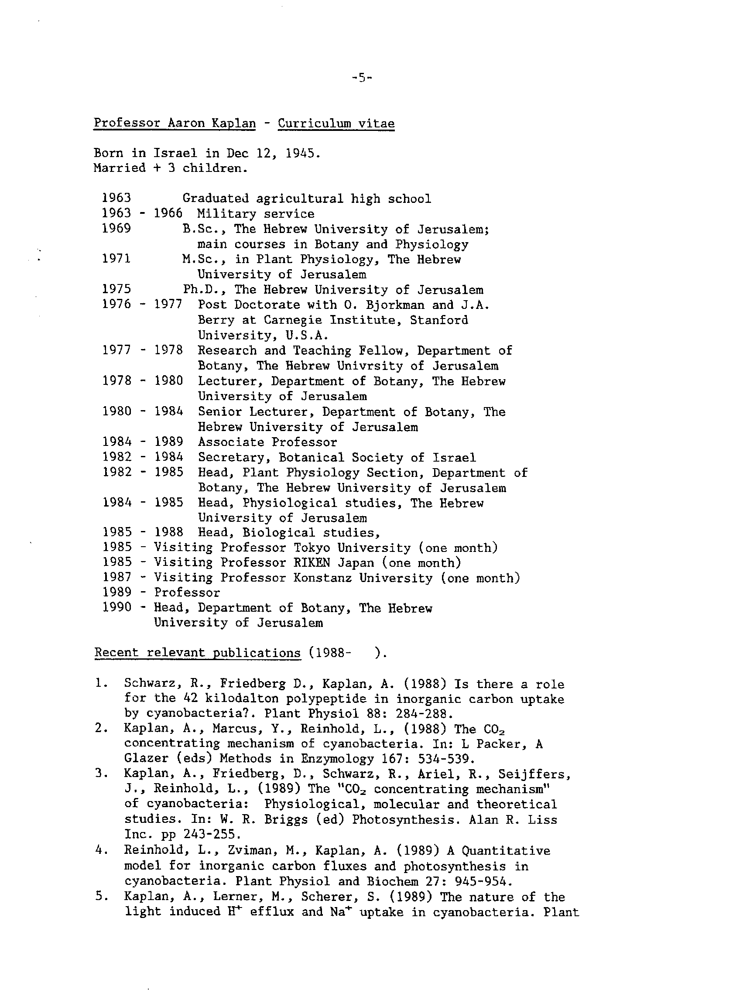 -5-
Professor Aaron Kaplan - Curriculum vitae
Born in Israel in Dec 12, 1945.
Married + 3 children.
1963 Graduated agricultural high school
1963 - 1966 Military service
1969 B.Sc., The Hebrew University of Jerusalem;
main courses in Botany and Physiology
1971 M.Sc., in Plant Physiology, The Hebrew
University of Jerusalem
1975 Ph.D., The Hebrew University of Jerusalem
1976 - 1977 Post Doctorate with O. Bjorkman and J.A.
Berry at Carnegie Institute, Stanford
University, U.S.A.
1977 - 1978 Research and Teaching Fellow, Department of
Botany, The Hebrew Univrsity of Jerusalem
1978 - 1980 Lecturer, Department of Botany, The Hebrew
University of Jerusalem
1980 - 1984 Senior Lecturer, Department of Botany, The
Hebrew University of Jerusalem
1984 - 1989 Associate Professor
1982 - 1984 Secretary, Botanical Society of Israel
1982 - 1985 Head, Plant Physiology Section, Department of
Botany, The Hebrew University of Jerusalem
1984 - 1985 Head, Physiological studies, The Hebrew
University of Jerusalem
1985 - 1988 Head, Biological studies,
1985 - Visiting Professor Tokyo University (one month)
1985 - Visiting Professor RIKEN Japan (one month)
1987 - Visiting Professor Konstanz University (one month)
1989 - Professor
1990 - Head, Department of Botany, The Hebrew
University of Jerusalem
Recent relevant publications (1988- ).
1. Schwarz, R., Friedberg D., Kaplan, A. (1988) Is there a role
for the 42 kilodalton polypeptide in inorganic carbon uptake
by cyanobacteria?. Plant Physiol 88: 284-288.
2. Kaplan, A., Marcus, Y., Reinhold, L., (1988) The CO₂
concentrating mechanism of cyanobacteria. In: L Packer, A
Glazer (eds) Methods in Enzymology 167: 534-539.
3. Kaplan, A., Friedberg, D., Schwarz, R., Ariel, R., Seijffers,
J., Reinhold, L., (1989) The "CO₂ concentrating mechanism"
of cyanobacteria: Physiological, molecular and theoretical
studies. In: W. R. Briggs (ed) Photosynthesis. Alan R. Liss
Inc. pp 243-255.
4. Reinhold, L., Zviman, M., Kaplan, A. (1989) A Quantitative
model for inorganic carbon fluxes and photosynthesis in
cyanobacteria. Plant Physiol and Biochem 27: 945-954.
5. Kaplan, A., Lerner, M., Scherer, S. (1989) The nature of the
light induced H⁺ efflux and Na⁺ uptake in cyanobacteria. Plant